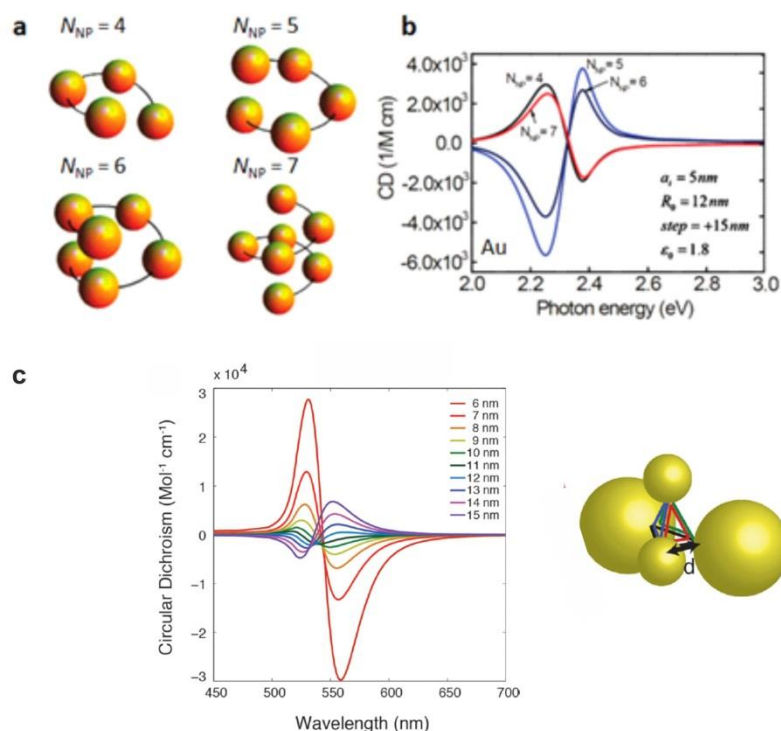 a
N_NP = 4
N_NP = 5
N_NP = 6
N_NP = 7
b
4.0x10³
2.0x10³
0.0
-2.0x10³
-4.0x10³
-6.0x10³
CD (1/M cm)
N_NP= 4
N_NP= 5
N_NP= 6
N_NP= 7
a_s = 5nm
R_0 = 12nm
step = +15nm
ε_0 = 1.8
Au
2.0 2.2 2.4 2.6 2.8 3.0
Photon energy (eV)
c
x 10⁴
3
2
1
0
−1
−2
−3
Circular Dichroism (Mol⁻¹ cm⁻¹)
6 nm
7 nm
8 nm
9 nm
10 nm
11 nm
12 nm
13 nm
14 nm
15 nm
450 500 550 600 650 700
Wavelength (nm)
d